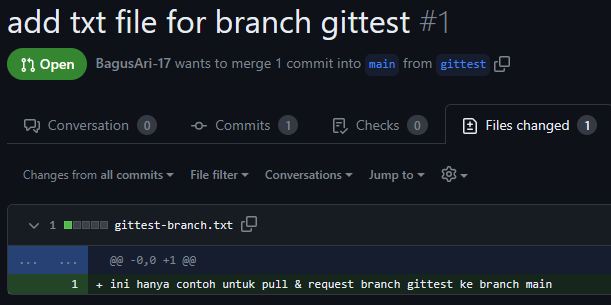 add txt file for branch gittest #1
Open BagusAri-17 wants to merge 1 commit into main from gittest
Conversation 0 Commits 1 Checks 0 Files changed 1
Changes from all commits File filter Conversations Jump to
1 gittest-branch.txt
... ... @@ -0,0 +1 @@
1 + ini hanya contoh untuk pull & request branch gittest ke branch main